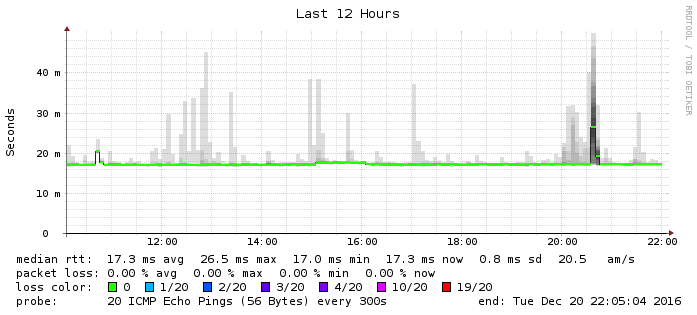 Last 12 Hours
RRDTOOL / TOBI OETIKER
Seconds
40 m
30 m
20 m
10 m
0
12:00 14:00 16:00 18:00 20:00 22:00
median rtt: 17.3 ms avg 26.5 ms max 17.0 ms min 17.3 ms now 0.8 ms sd 20.5 am/s
packet loss: 0.00 % avg 0.00 % max 0.00 % min 0.00 % now
loss color: 0 1/20 2/20 3/20 4/20 10/20 19/20
probe: 20 ICMP Echo Pings (56 Bytes) every 300s end: Tue Dec 20 22:05:04 2016